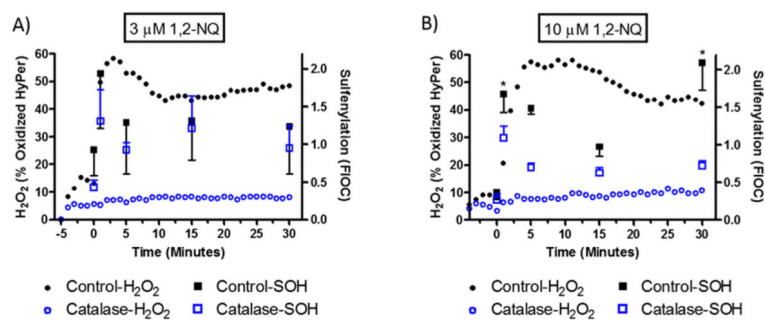 A) 3 µM 1,2-NQ
H₂O₂ (% Oxidized HyPer)
60
50
40
30
20
10
0
2.0
1.5
1.0
0.5
0.0
Sulfenylation (FIOC)
-5 0 5 10 15 20 25 30
Time (Minutes)
Control-H₂O₂ Control-SOH
Catalase-H₂O₂ Catalase-SOH
B) 10 µM 1,2-NQ
H₂O₂ (% Oxidized HyPer)
60
50
40
30
20
10
0
* *
2.0
1.5
1.0
0.5
0.0
Sulfenylation (FIOC)
0 5 10 15 20 25 30
Time (Minutes)
Control-H₂O₂ Control-SOH
Catalase-H₂O₂ Catalase-SOH